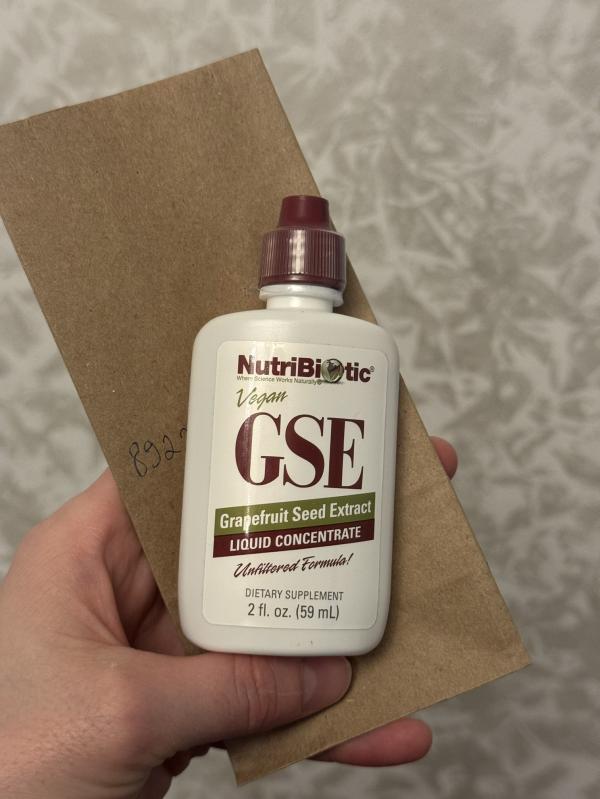 NutriBiotic®
Where Science Works Naturally®
Vegan
GSE
Grapefruit Seed Extract
LIQUID CONCENTRATE
Unfiltered Formula!
DIETARY SUPPLEMENT
2 fl. oz. (59 mL)